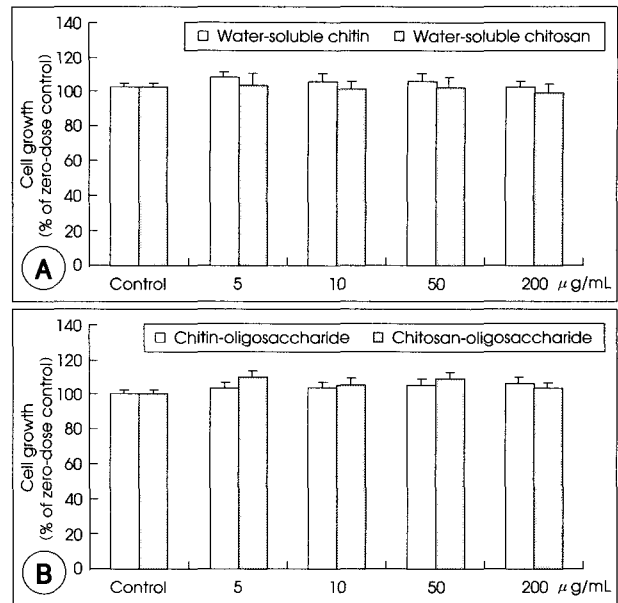 140
Water-soluble chitin Water-soluble chitosan
120
100
80
60
40
20
0
Cell growth
(% of zero-dose control)
A
Control 5 10 50 200 μg/mL
140
Chitin-oligosaccharide Chitosan-oligosaccharide
120
100
80
60
40
20
0
Cell growth
(% of zero-dose control)
B
Control 5 10 50 200 μg/mL